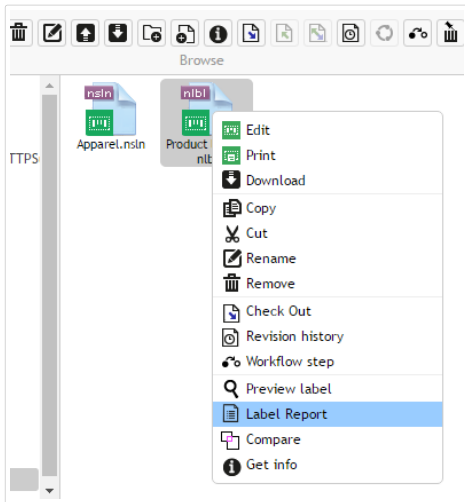 Browse
nsln
nlbl
Apparel.nsln
Product
nlb
TTPS
Edit
Print
Download
Copy
Cut
Rename
Remove
Check Out
Revision history
Workflow step
Preview label
Label Report
Compare
Get info